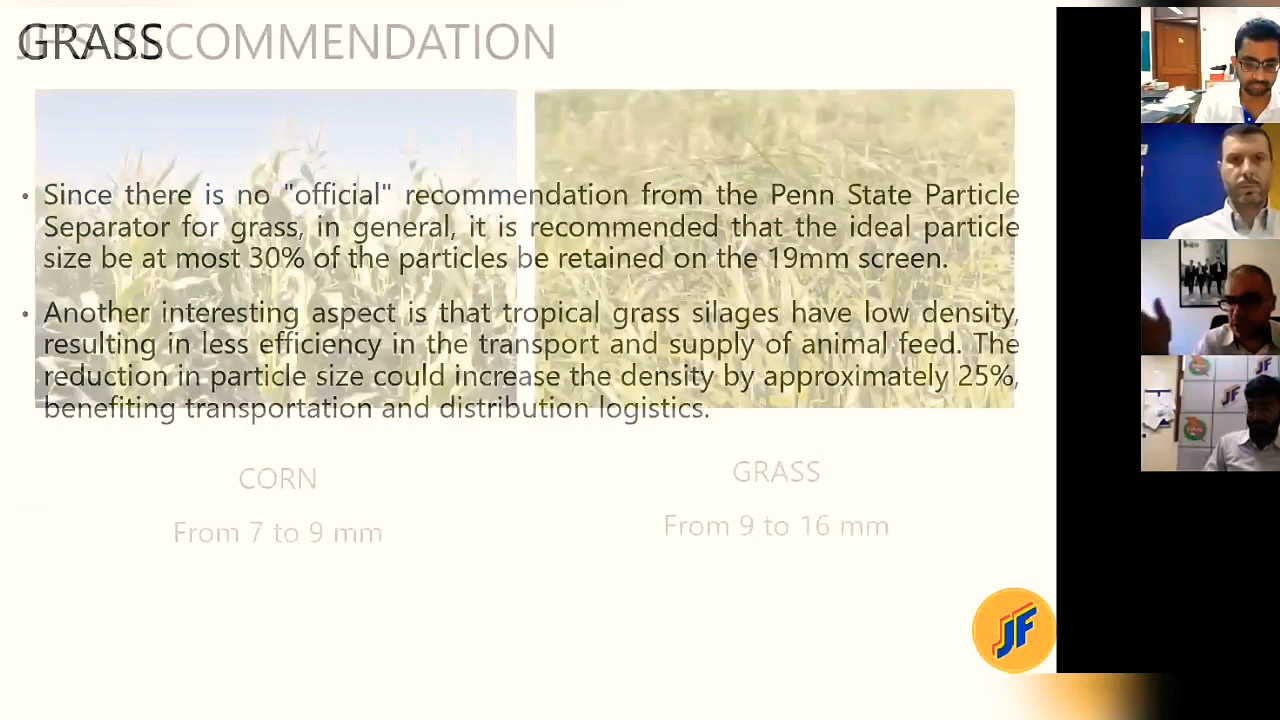 GRASS
JF'S RECOMMENDATION
• Since there is no "official" recommendation from the Penn State Particle
Separator for grass, in general, it is recommended that the ideal particle
size be at most 30% of the particles be retained on the 19mm screen.
• Another interesting aspect is that tropical grass silages have low density,
resulting in less efficiency in the transport and supply of animal feed. The
reduction in particle size could increase the density by approximately 25%,
benefiting transportation and distribution logistics.
CORN
From 7 to 9 mm
GRASS
From 9 to 16 mm
JF
JF
JF